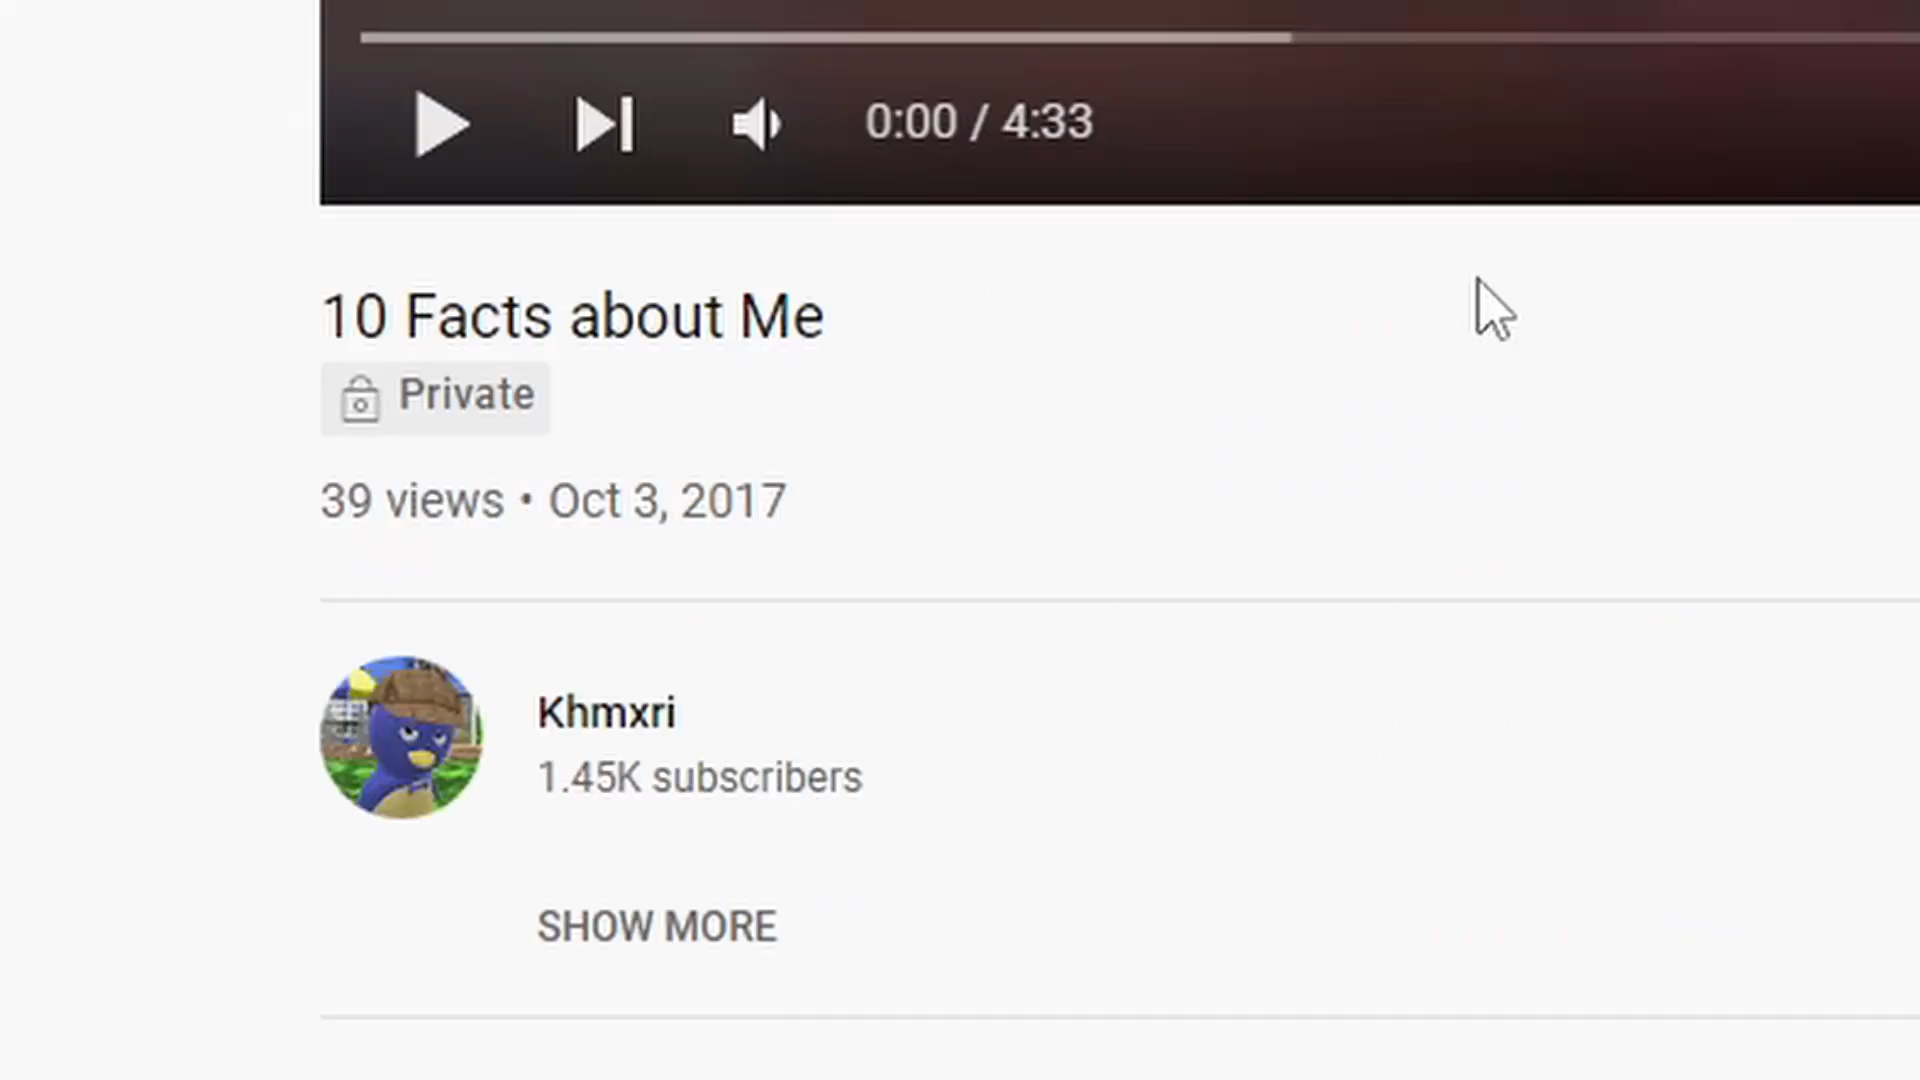 0:00 / 4:33
10 Facts about Me
Private
39 views • Oct 3, 2017
Khmxri
1.45K subscribers
SHOW MORE